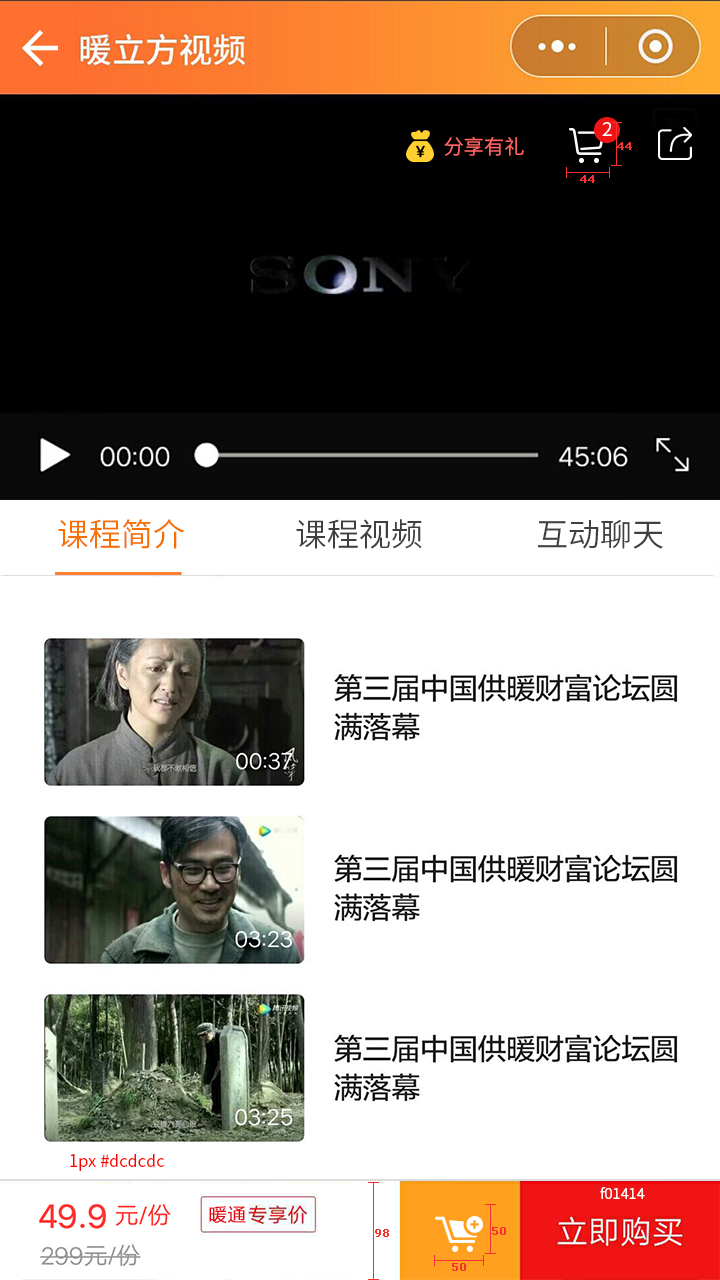 暖立方视频
分享有礼
2
44
44
SONY
00:00
45:06
课程简介
课程视频
互动聊天
00:37
第三届中国供暖财富论坛圆
满落幕
03:23
第三届中国供暖财富论坛圆
满落幕
腾讯视频
03:25
第三届中国供暖财富论坛圆
满落幕
1px #dcdcdc
49.9 元/份
暖通专享价
299元/份
98
50
50
f01414
立即购买